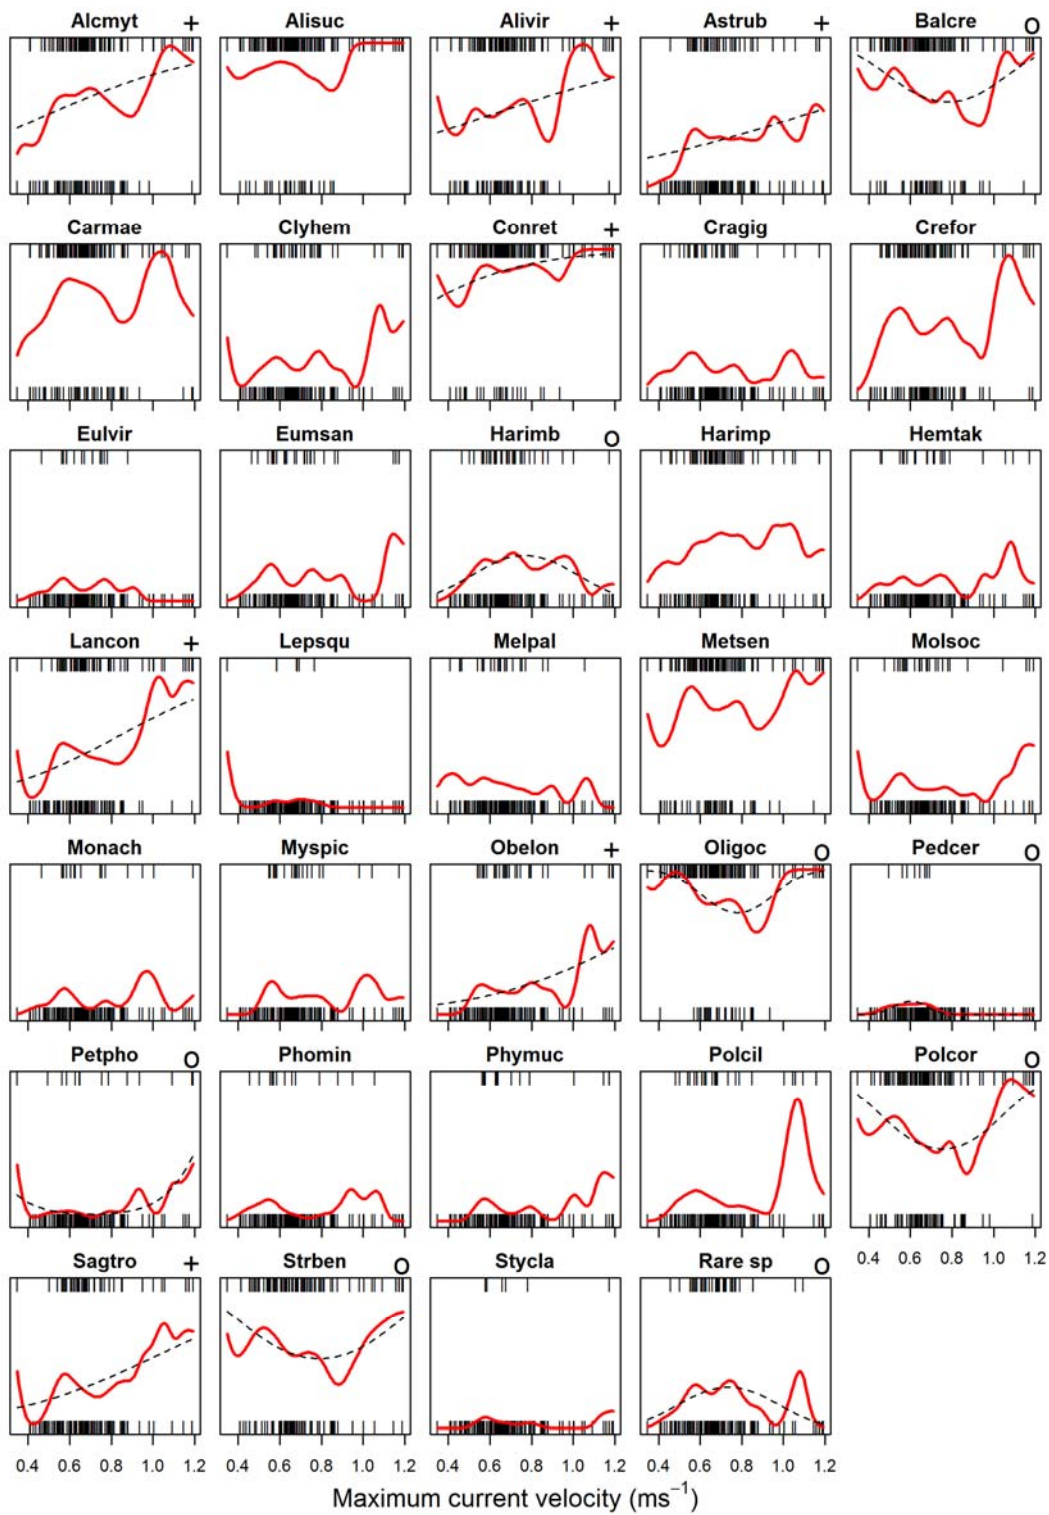 Alcmyt + Alisuc Alivir + Astrub + Balcre O
Carmae Clyhem Conret + Cragig Crefor
Eulvir Eumsan Harimb O Harimp Hemtak
Lancon + Lepsqu Melpal Metsen Molsoc
Monach Myspic Obelon + Oligoc O Pedcer O
Petpho O Phomin Phymuc Polcil Polcor O
0.4 0.6 0.8 1.0 1.2
Sagtro + Strben O Stycla Rare sp O
0.4 0.6 0.8 1.0 1.2 0.4 0.6 0.8 1.0 1.2 0.4 0.6 0.8 1.0 1.2 0.4 0.6 0.8 1.0 1.2
Maximum current velocity (ms⁻¹)